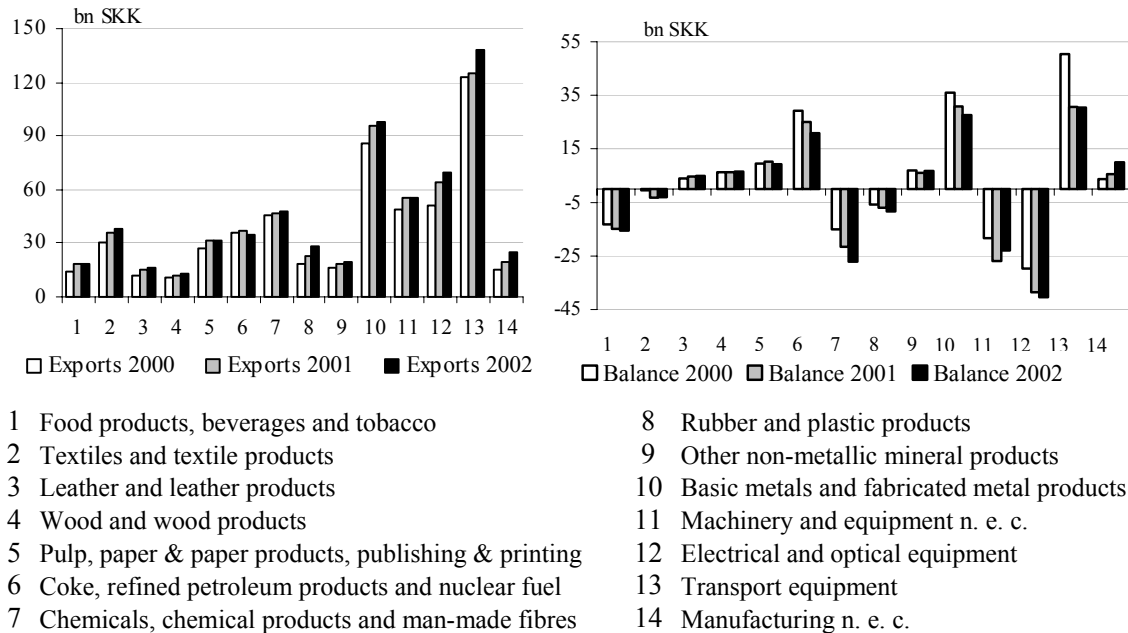 bn SKK
150
120
90
60
30
0
1 2 3 4 5 6 7 8 9 10 11 12 13 14
Exports 2000 Exports 2001 Exports 2002
bn SKK
55
35
15
-5
-25
-45
1 2 3 4 5 6 7 8 9 10 11 12 13 14
Balance 2000 Balance 2001 Balance 2002
1 Food products, beverages and tobacco
2 Textiles and textile products
3 Leather and leather products
4 Wood and wood products
5 Pulp, paper & paper products, publishing & printing
6 Coke, refined petroleum products and nuclear fuel
7 Chemicals, chemical products and man-made fibres
8 Rubber and plastic products
9 Other non-metallic mineral products
10 Basic metals and fabricated metal products
11 Machinery and equipment n. e. c.
12 Electrical and optical equipment
13 Transport equipment
14 Manufacturing n. e. c.